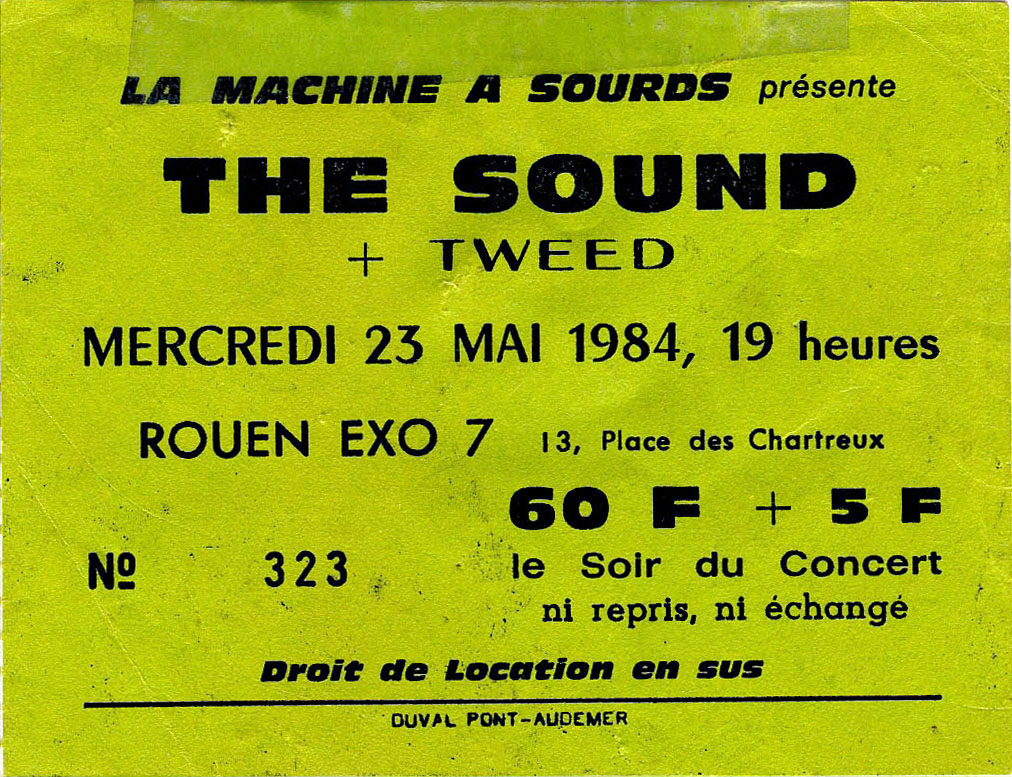 LA MACHINE A SOURDS présente
THE SOUND
+ TWEED
MERCREDI 23 MAI 1984, 19 heures
ROUEN EXO 7 13, Place des Chartreux
60 F + 5 F
le Soir du Concert
Nº 323
ni repris, ni échangé
Droit de Location en sus
DUVAL PONT-AUDEMER